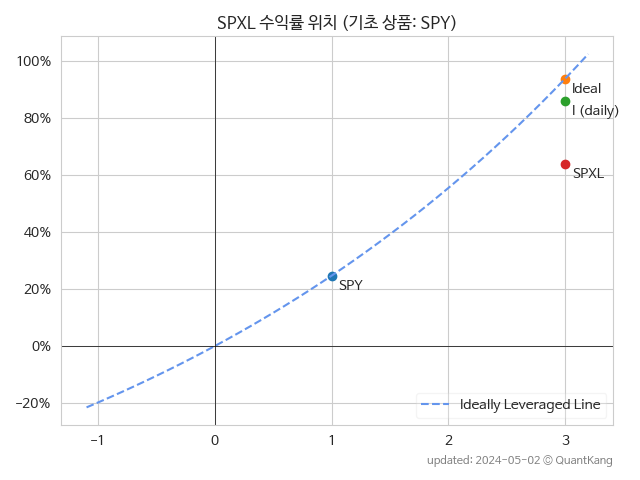 SPXL 수익률 위치 (기초 상품: SPY)
100%
80%
60%
40%
20%
0%
−20%
Ideal
I (daily)
SPXL
SPY
Ideally Leveraged Line
−1 0 1 2 3
updated: 2024-05-02 © QuantKang